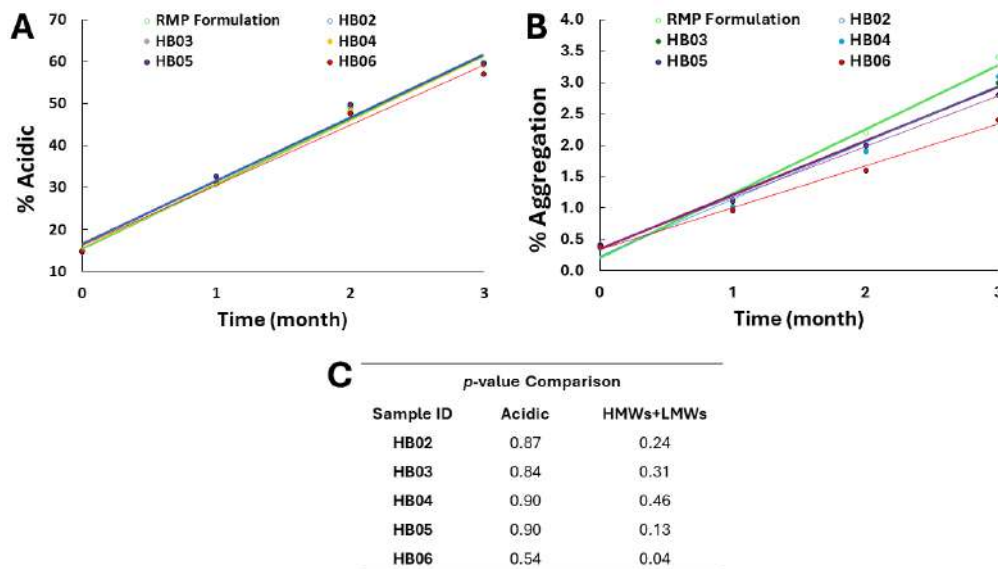 A
RMP Formulation
HB02
HB03
HB04
HB05
HB06
70
60
50
40
30
20
10
% Acidic
0
1
2
3
Time (month)
B
RMP Formulation
HB02
HB03
HB04
HB05
HB06
4.0
3.5
3.0
2.5
2.0
1.5
1.0
0.5
0.0
% Aggregation
0
1
2
3
Time (month)
C
p-value Comparison
Sample ID Acidic HMWs+LMWs
HB02 0.87 0.24
HB03 0.84 0.31
HB04 0.90 0.46
HB05 0.90 0.13
HB06 0.54 0.04